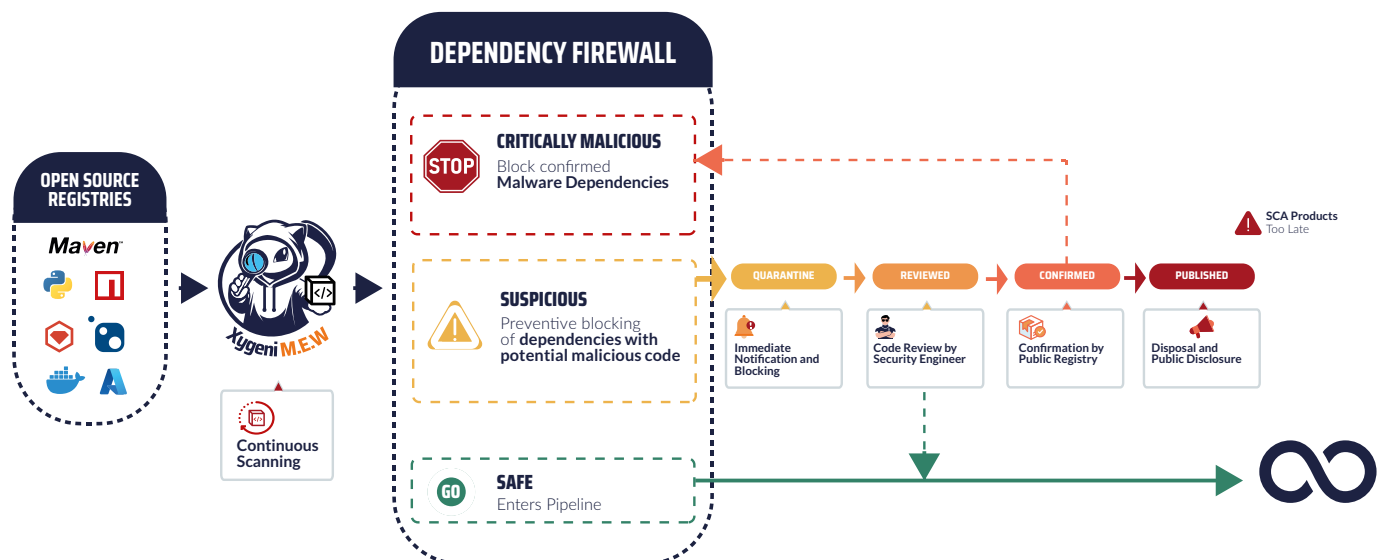 OPEN SOURCE
REGISTRIES
Maven™
Xygeni M.E.W
Continuous
Scanning
DEPENDENCY FIREWALL
STOP
CRITICALLY MALICIOUS
Block confirmed
Malware Dependencies
SUSPICIOUS
Preventive blocking
of dependencies with
potential malicious code
GO
SAFE
Enters Pipeline
SCA Products
Too Late
QUARANTINE
REVIEWED
CONFIRMED
PUBLISHED
Immediate
Notification and
Blocking
Code Review by
Security Engineer
Confirmation by
Public Registry
Disposal and
Public Disclosure